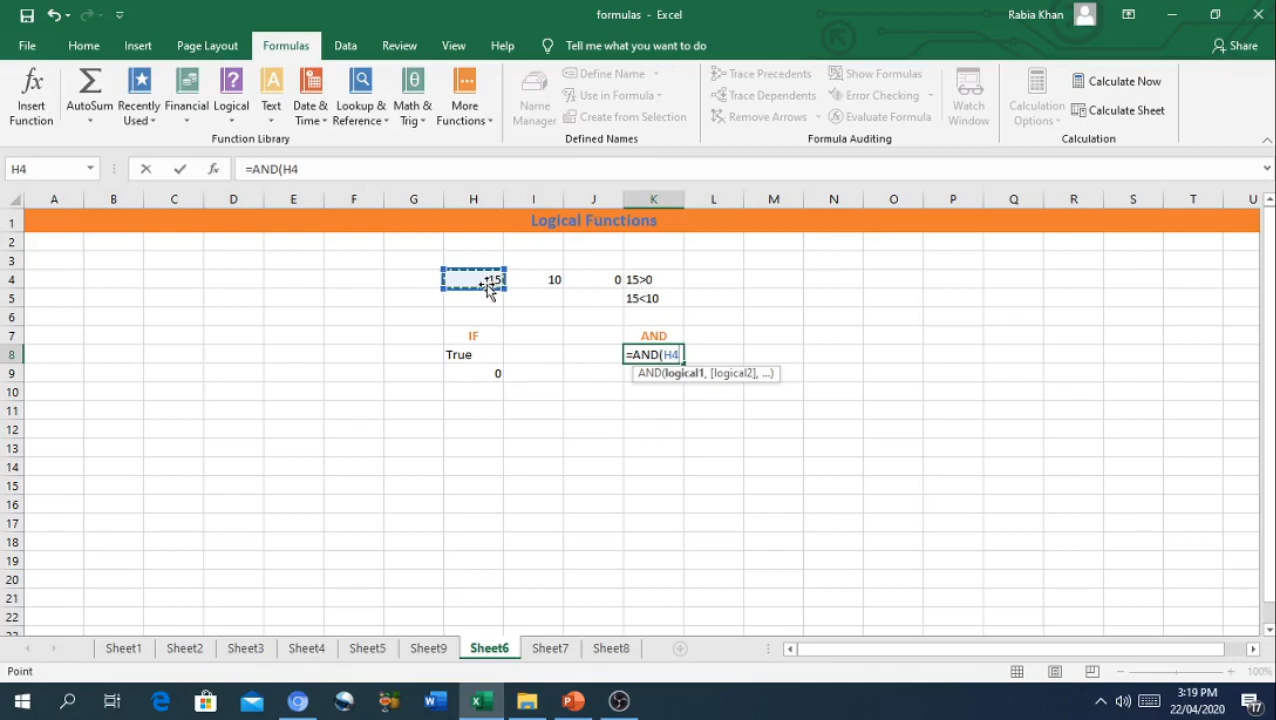 formulas - Excel
Rabia Khan
File Home Insert Page Layout Formulas Data Review View Help Tell me what you want to do Share
Insert Function
AutoSum
Recently Used
Financial
Logical
Text
Date & Time
Lookup & Reference
Math & Trig
More Functions
Function Library
Name Manager
Define Name
Use in Formula
Create from Selection
Defined Names
Trace Precedents
Trace Dependents
Remove Arrows
Show Formulas
Error Checking
Evaluate Formula
Formula Auditing
Watch Window
Calculation Options
Calculate Now
Calculate Sheet
Calculation
H4 fx =AND(H4
A B C D E F G H I J K L M N O P Q R S T U
1 Logical Functions
2
3
4 15 10 0 15>0
5 15<10
6
7 IF AND
8 True =AND(H4
9 0 AND(logical1, [logical2], ...)
10
11
12
13
14
15
16
17
18
19
20
21
22
Sheet1 Sheet2 Sheet3 Sheet4 Sheet5 Sheet9 Sheet6 Sheet7 Sheet8
Point 100%
3:19 PM
22/04/2020
17